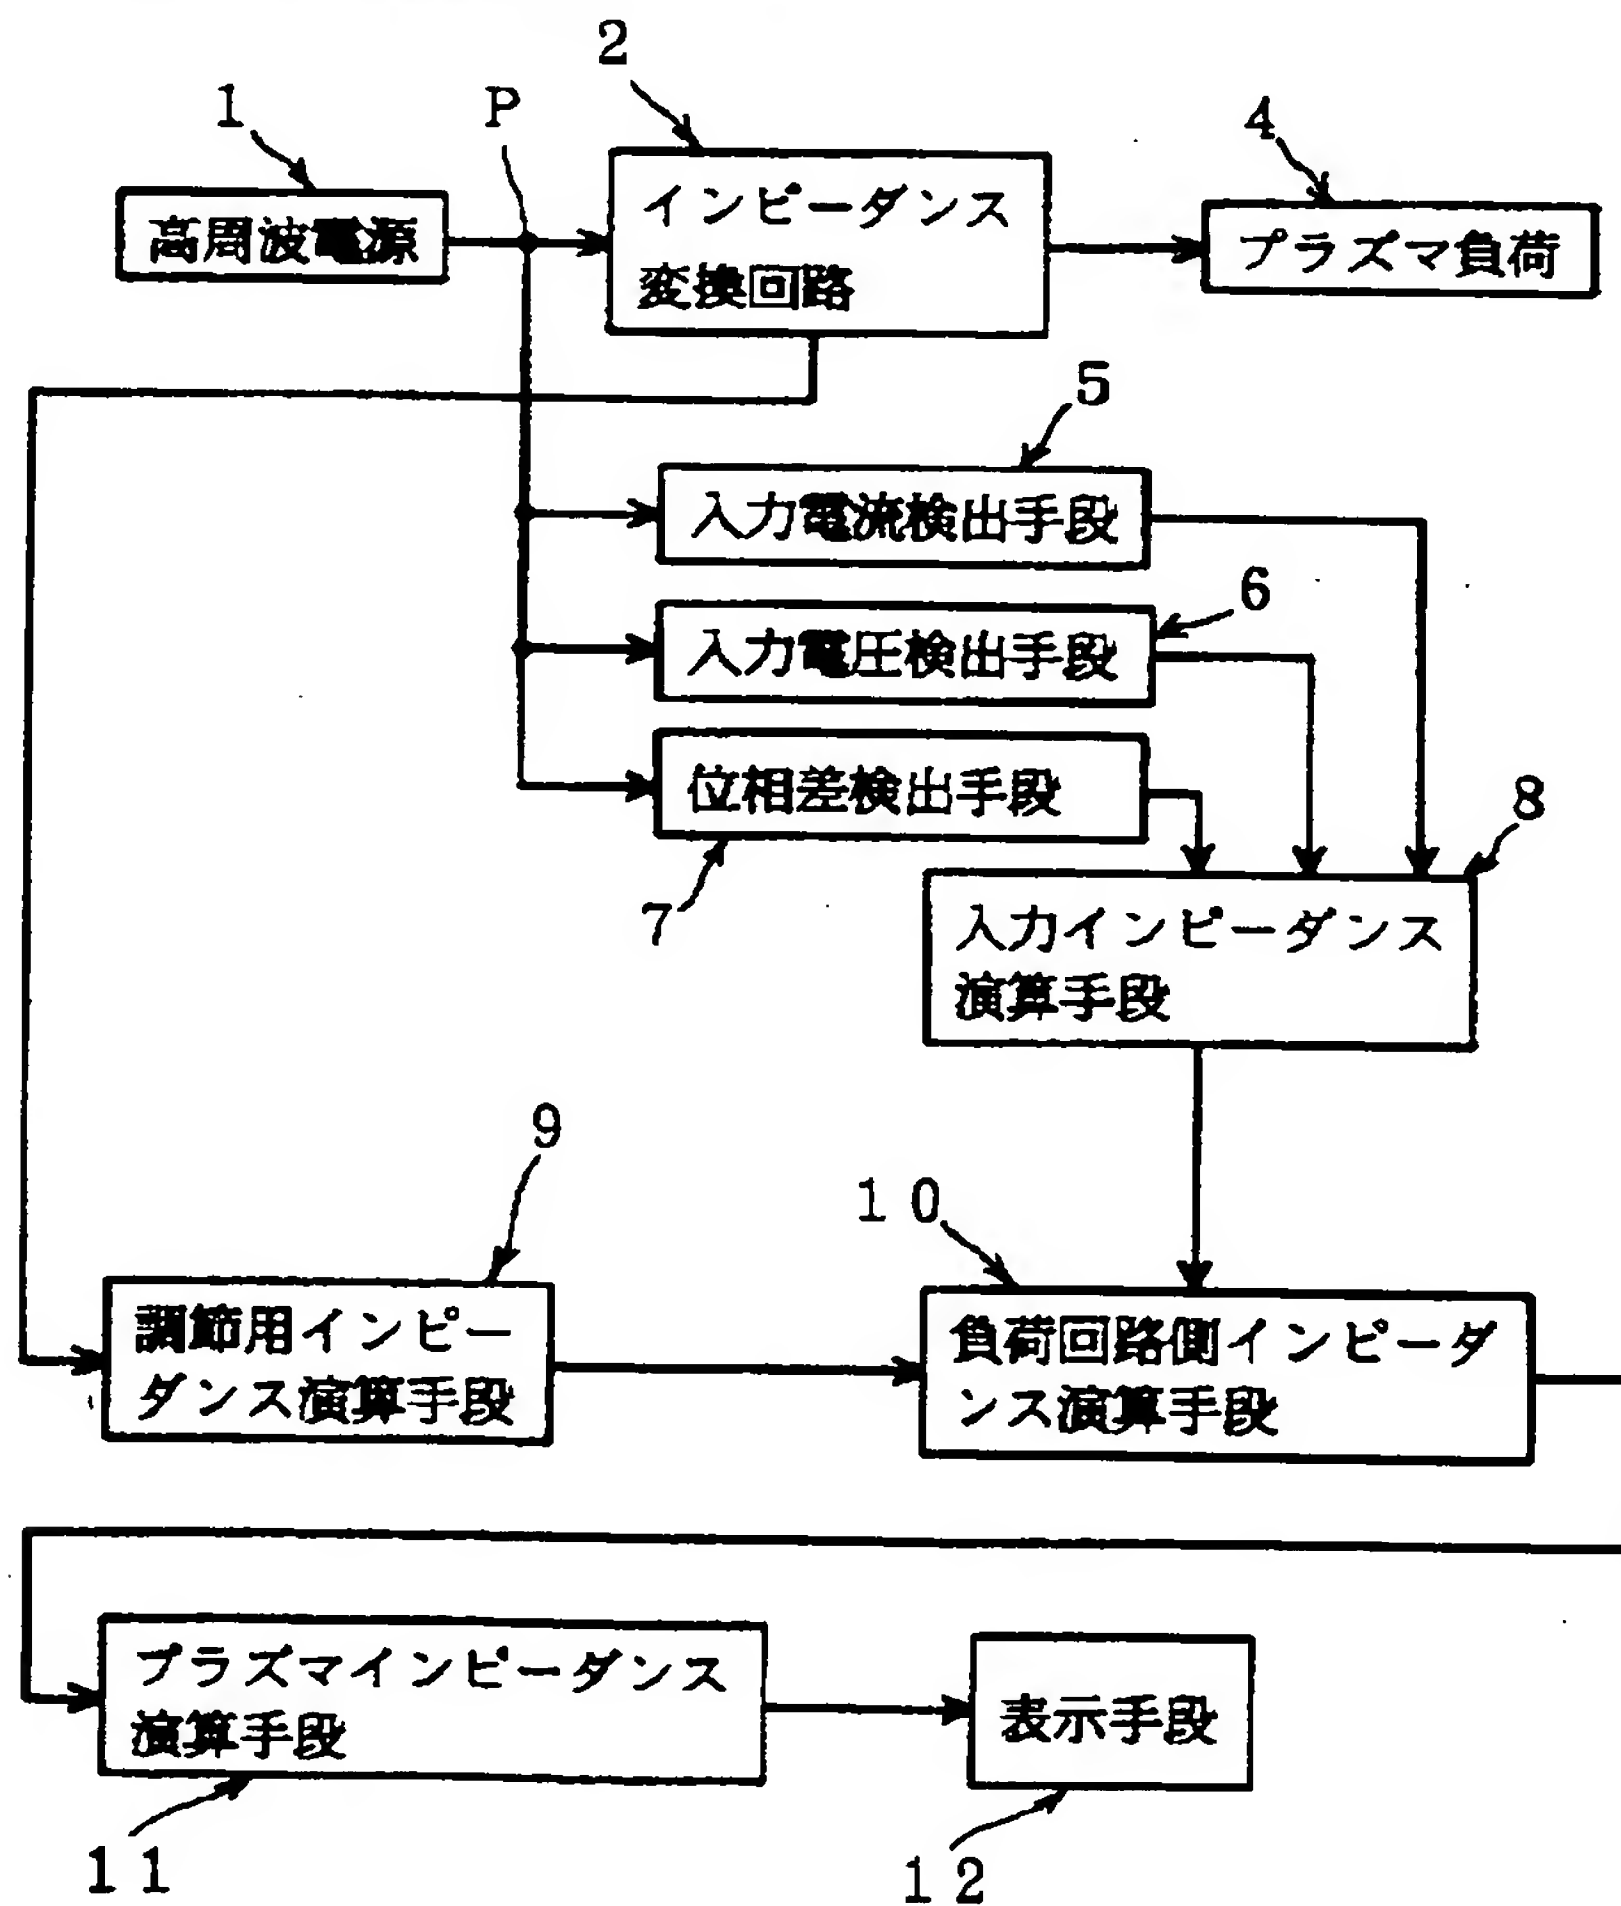 2
1
P
4
高周波電源
インピーダンス
変換回路
プラズマ負荷
5
入力電流検出手段
6
入力電圧検出手段
位相差検出手段
7
8
入力インピーダンス
演算手段
9
10
調節用インピー
ダンス演算手段
負荷回路側インピーダ
ンス演算手段
プラズマインピーダンス
演算手段
表示手段
11
12